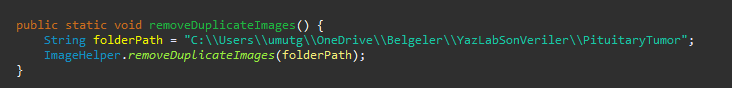 public static void removeDuplicateImages() {
    String folderPath = "C:\\Users\\umutg\\OneDrive\\Belgeler\\YazLabSonVeriler\\PituitaryTumor";
    ImageHelper.removeDuplicateImages(folderPath);
}